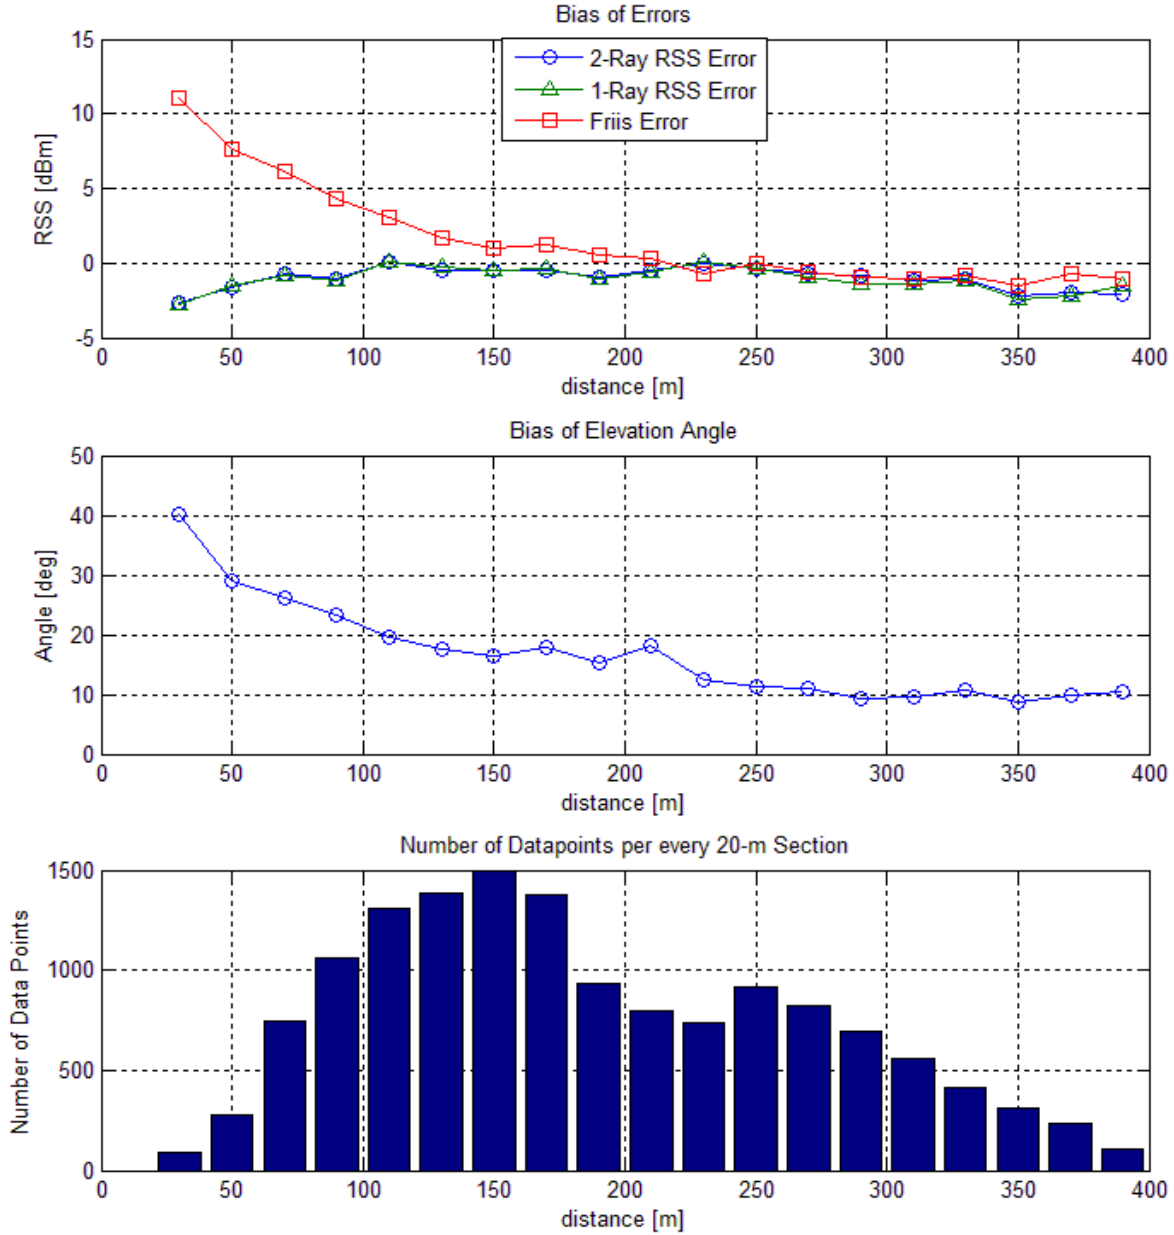 Bias of Errors
15
10
5
0
-5
RSS [dBm]
2-Ray RSS Error
1-Ray RSS Error
Friis Error
0 50 100 150 200 250 300 350 400
distance [m]
Bias of Elevation Angle
50
40
30
20
10
0
Angle [deg]
0 50 100 150 200 250 300 350 400
distance [m]
Number of Datapoints per every 20-m Section
1500
1000
500
0
Number of Data Points
0 50 100 150 200 250 300 350 400
distance [m]